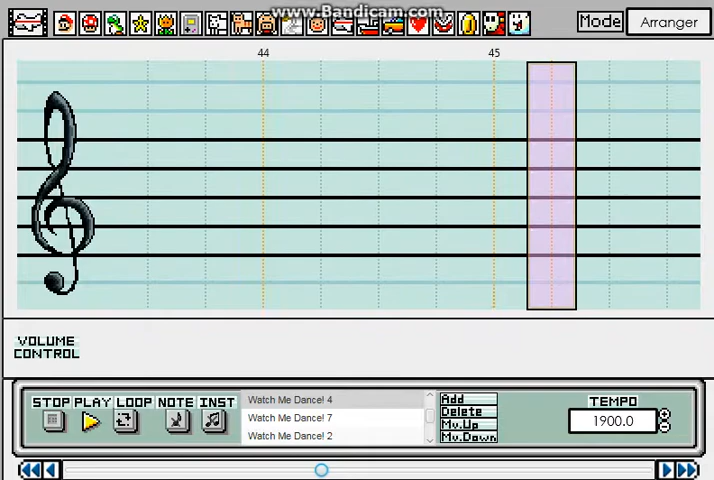 www.Bandicam.com
Mode Arranger
44 45
VOLUME
CONTROL
STOP PLAY LOOP NOTE INST
Watch Me Dance! 4
Watch Me Dance! 7
Watch Me Dance! 2
Add
Delete
Mv.Up
Mv.Down
TEMPO
1900.0